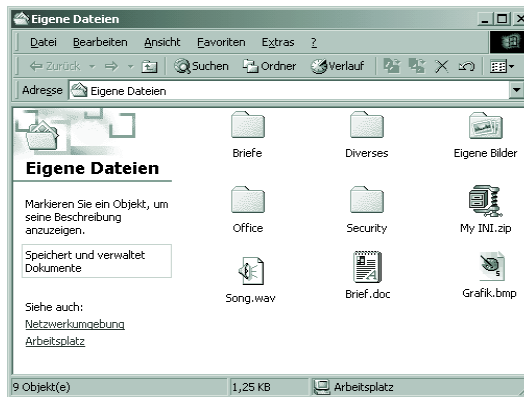 Eigene Dateien
Datei Bearbeiten Ansicht Favoriten Extras ?
Zurück Suchen Ordner Verlauf
Adresse Eigene Dateien
Eigene Dateien
Markieren Sie ein Objekt, um
seine Beschreibung
anzuzeigen.
Speichert und verwaltet
Dokumente
Siehe auch:
Netzwerkumgebung
Arbeitsplatz
Briefe Diverses Eigene Bilder
Office Security My INI.zip
Song.wav Brief.doc Grafik.bmp
9 Objekt(e) 1,25 KB Arbeitsplatz